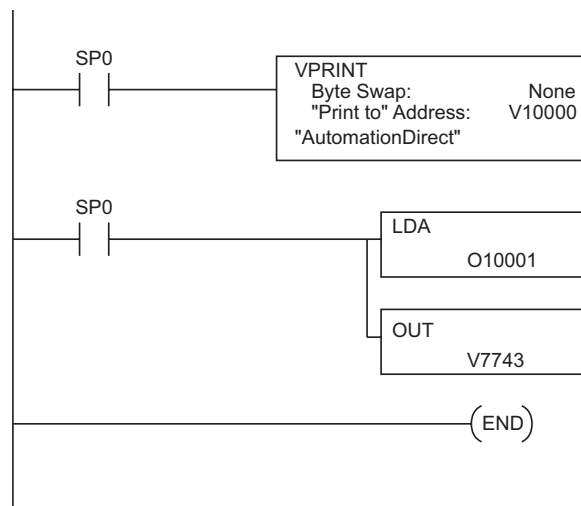 SP0
VPRINT
Byte Swap: None
"Print to" Address: V10000
"AutomationDirect"
SP0
LDA
O10001
OUT
V7743
END